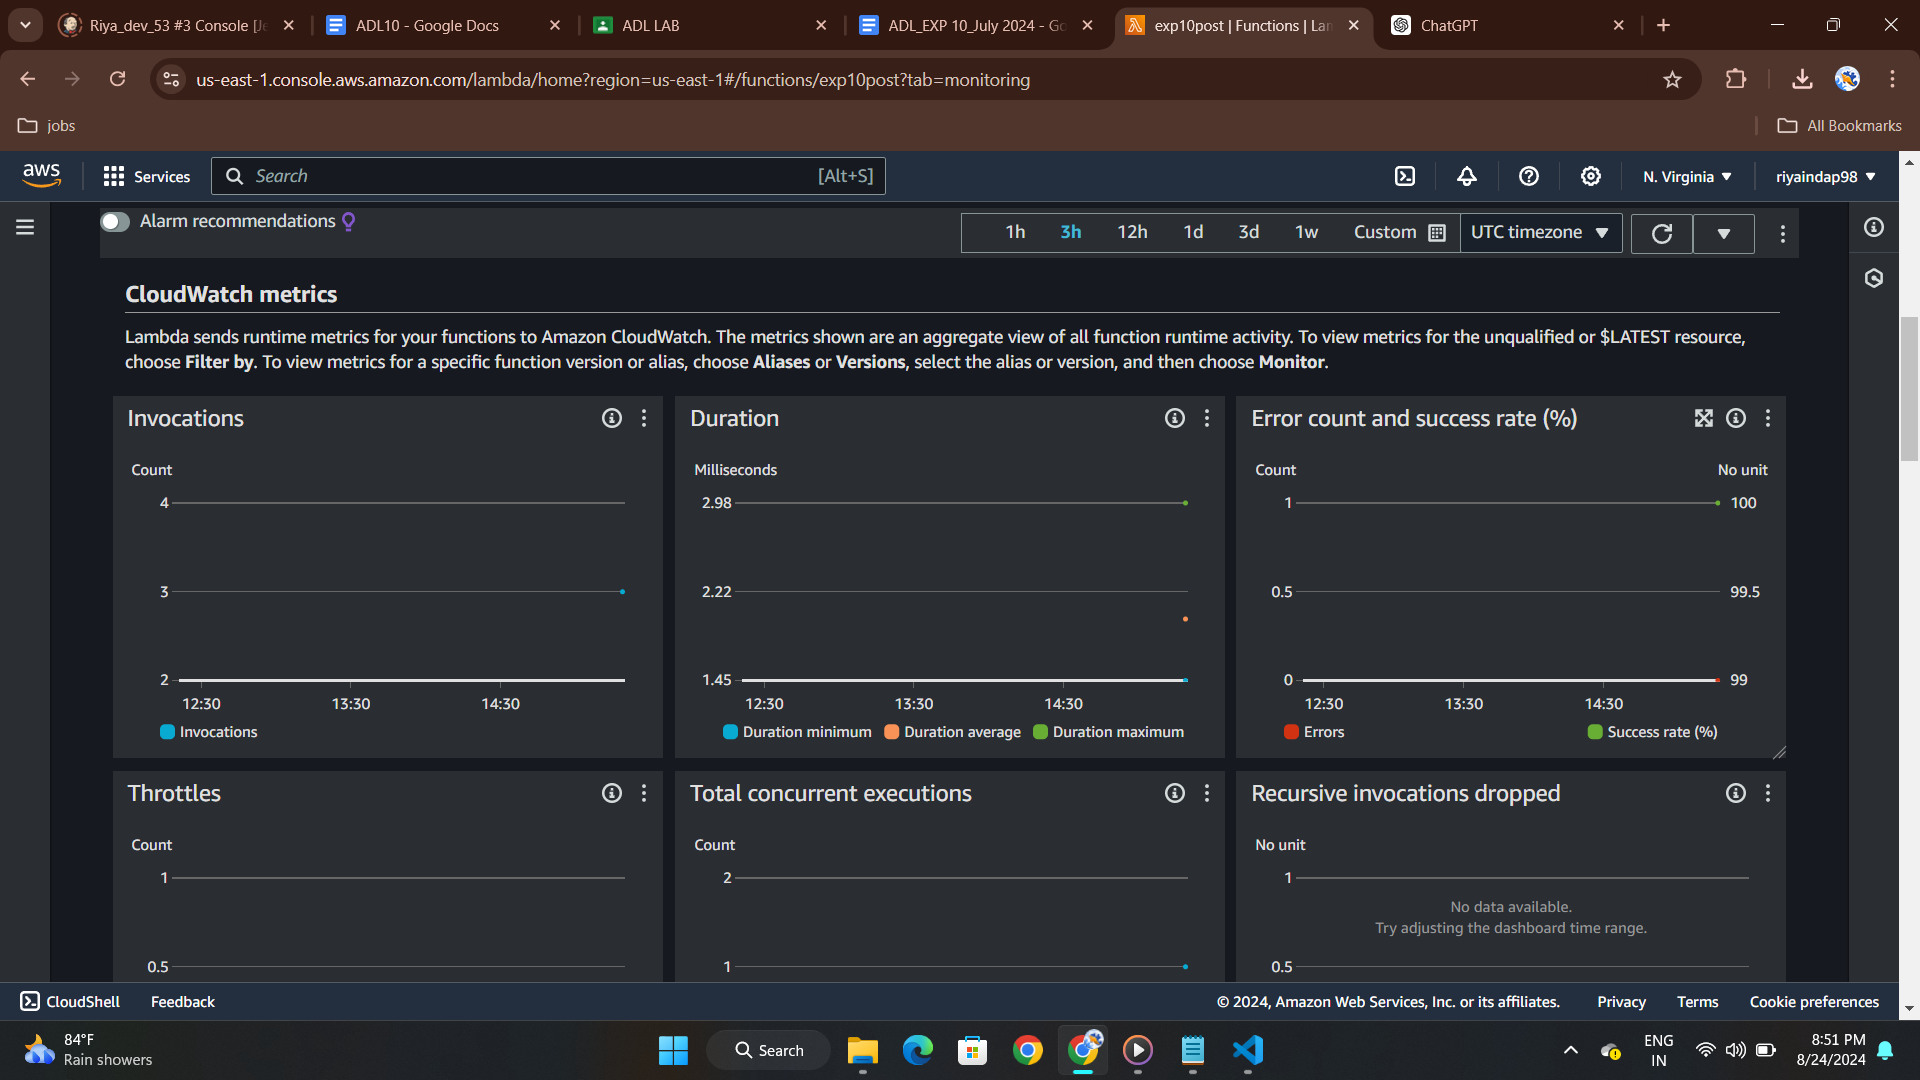 Riya_dev_53 #3 Console [Je
ADL10 - Google Docs
ADL LAB
ADL_EXP 10_July 2024 - Go
exp10post | Functions | Lam
ChatGPT
us-east-1.console.aws.amazon.com/lambda/home?region=us-east-1#/functions/exp10post?tab=monitoring
jobs
All Bookmarks
aws
Services
Search
[Alt+S]
N. Virginia
riyaindap98
Alarm recommendations
1h
3h
12h
1d
3d
1w
Custom
UTC timezone
CloudWatch metrics
Lambda sends runtime metrics for your functions to Amazon CloudWatch. The metrics shown are an aggregate view of all function runtime activity. To view metrics for the unqualified or $LATEST resource,
choose Filter by. To view metrics for a specific function version or alias, choose Aliases or Versions, select the alias or version, and then choose Monitor.
Invocations
Count
4
3
2
12:30
13:30
14:30
Invocations
Duration
Milliseconds
2.98
2.22
1.45
12:30
13:30
14:30
Duration minimum
Duration average
Duration maximum
Error count and success rate (%)
Count
No unit
1
100
0.5
99.5
0
99
12:30
13:30
14:30
Errors
Success rate (%)
Throttles
Count
1
0.5
Total concurrent executions
Count
2
1
Recursive invocations dropped
No unit
1
No data available.
Try adjusting the dashboard time range.
0.5
CloudShell
Feedback
© 2024, Amazon Web Services, Inc. or its affiliates.
Privacy
Terms
Cookie preferences
84°F
Rain showers
Search
ENG
IN
8:51 PM
8/24/2024